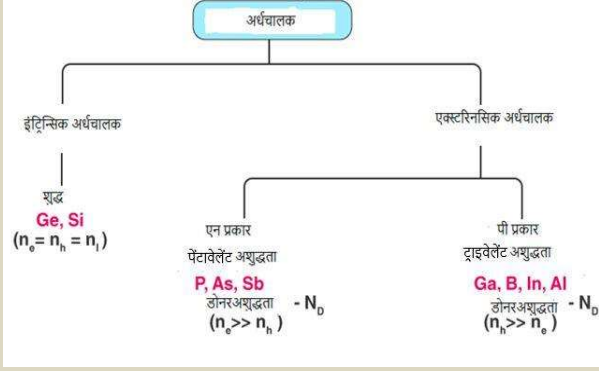 अर्धचालक
इंट्रिन्सिक अर्धचालक
एक्स्टरिनसिक अर्धचालक
शुद्ध
Ge, Si
(nₑ= nₕ = nᵢ)
एन प्रकार
पेंटावेलेंट अशुद्धता
P, As, Sb
डोनरअशुद्धता - N_D
(nₑ>> nₕ )
पी प्रकार
ट्राइवेलेंट अशुद्धता
Ga, B, In, Al
डोनरअशुद्धता - N_D
(nₕ>> nₑ )